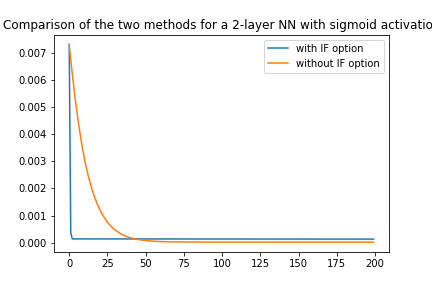 Comparison of the two methods for a 2-layer NN with sigmoid activatio
with IF option
without IF option
0.007
0.006
0.005
0.004
0.003
0.002
0.001
0.000
0 25 50 75 100 125 150 175 200